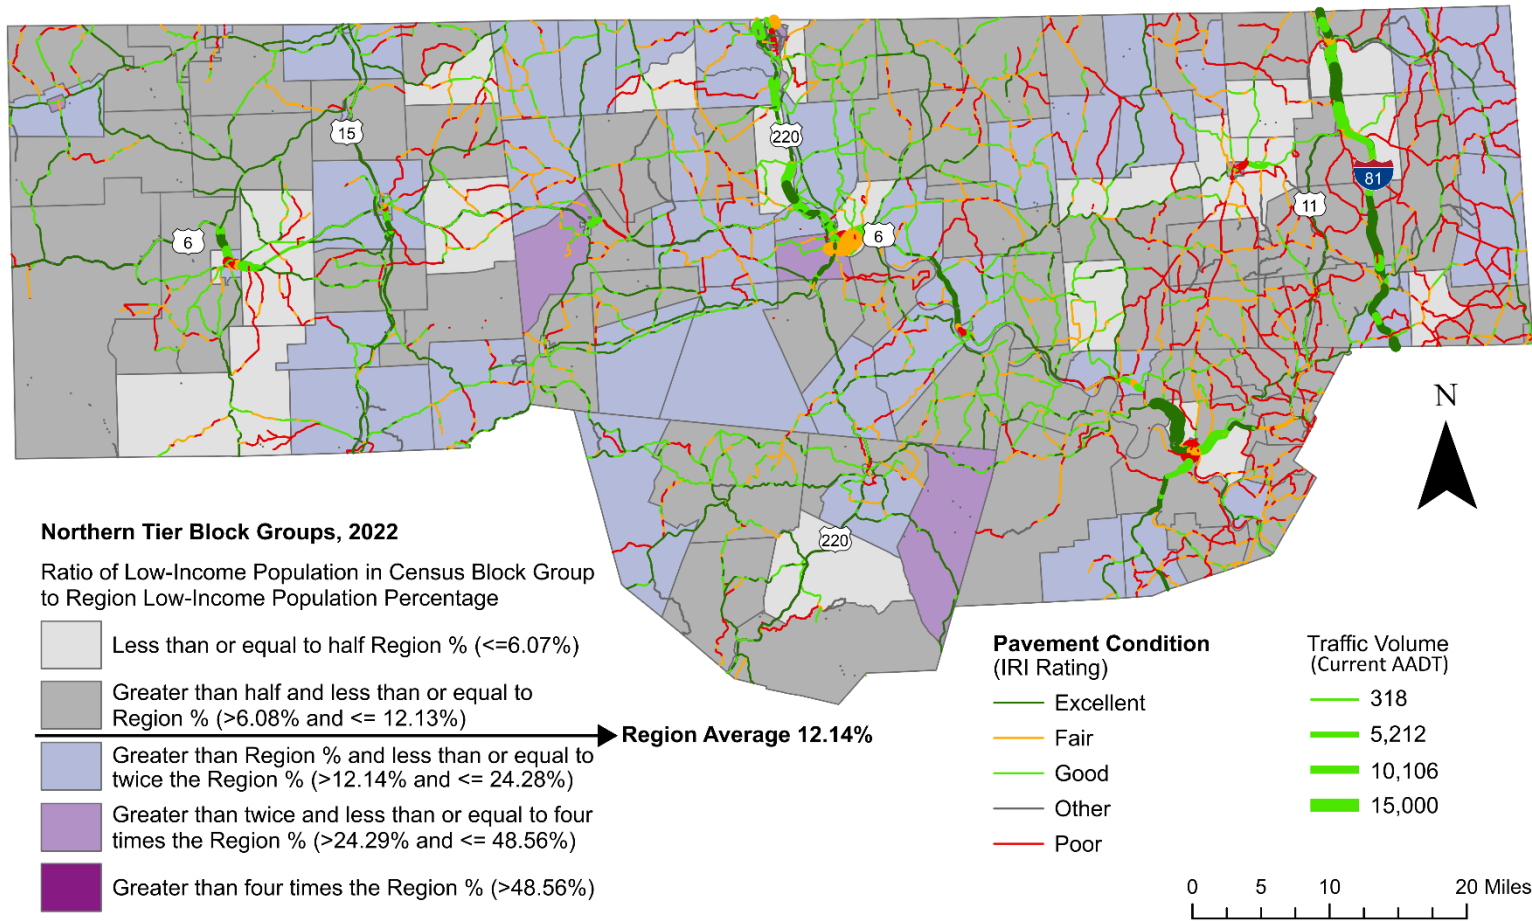 220
15
81
11
6
6
N
220
Northern Tier Block Groups, 2022
Ratio of Low-Income Population in Census Block Group
to Region Low-Income Population Percentage
Less than or equal to half Region % (<=6.07%)
Greater than half and less than or equal to
Region % (>6.08% and <= 12.13%)
Region Average 12.14%
Greater than Region % and less than or equal to
twice the Region % (>12.14% and <= 24.28%)
Greater than twice and less than or equal to four
times the Region % (>24.29% and <= 48.56%)
Greater than four times the Region % (>48.56%)
Pavement Condition
(IRI Rating)
Excellent
Fair
Good
Other
Poor
Traffic Volume
(Current AADT)
318
5,212
10,106
15,000
0 5 10 20 Miles